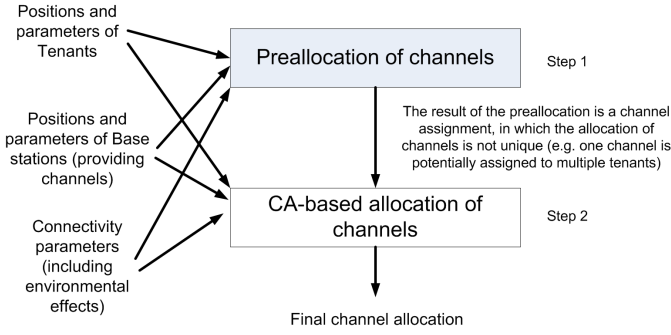 Positions and
parameters of
Tenants
Preallocation of channels
Step 1
The result of the preallocation is a channel
assignment, in which the allocation of
channels is not unique (e.g. one channel is
potentially assigned to multiple tenants)
Positions and
parameters of Base
stations (providing
channels)
CA-based allocation of
channels
Step 2
Connectivity
parameters
(including
environmental
effects)
Final channel allocation